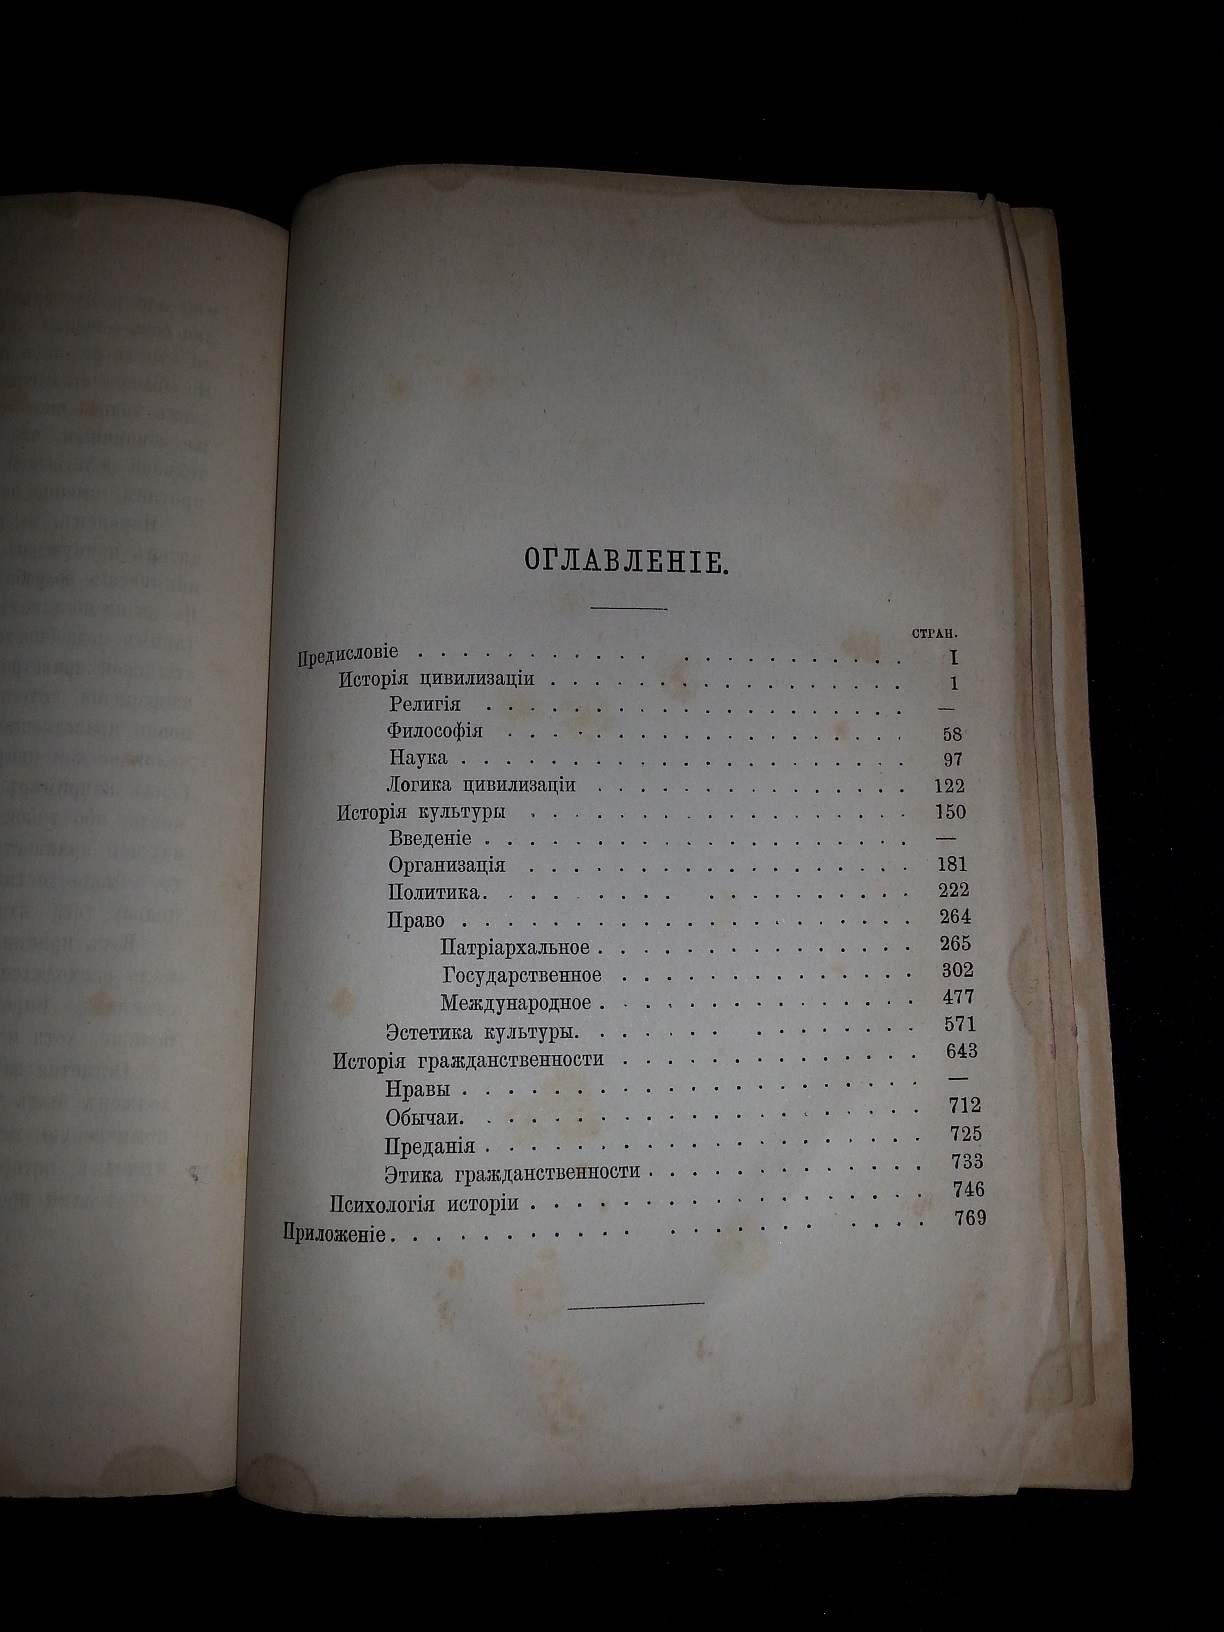 ОГЛАВЛЕНІЕ.
СТРАН.
Предисловіе . . . . . . . . . . . . . . . . . . . I
Исторія цивилизаціи . . . . . . . . . . . . . . . 1
Религія . . . . . . . . . . . . . . . . . —
Философія . . . . . . . . . . . . . . . . 58
Наука . . . . . . . . . . . . . . . . . . 97
Логика цивилизаціи . . . . . . . . . . . . 122
Исторія культуры . . . . . . . . . . . . . . . 150
Введеніе . . . . . . . . . . . . . . . . . —
Организація . . . . . . . . . . . . . . . 181
Политика. . . . . . . . . . . . . . . . . 222
Право . . . . . . . . . . . . . . . . . . 264
Патріархальное . . . . . . . . . . . . 265
Государственное . . . . . . . . . . . 302
Международное . . . . . . . . . . . . 477
Эстетика культуры. . . . . . . . . . . . . 571
Исторія гражданственности . . . . . . . . . . . 643
Нравы . . . . . . . . . . . . . . . . . . —
Обычаи. . . . . . . . . . . . . . . . . . 712
Преданія . . . . . . . . . . . . . . . . . 725
Этика гражданственности . . . . . . . . . . 733
Психологія исторіи . . . . . . . . . . . . . . 746
Приложеніе . . . . . . . . . . . . . . . . . . . 769